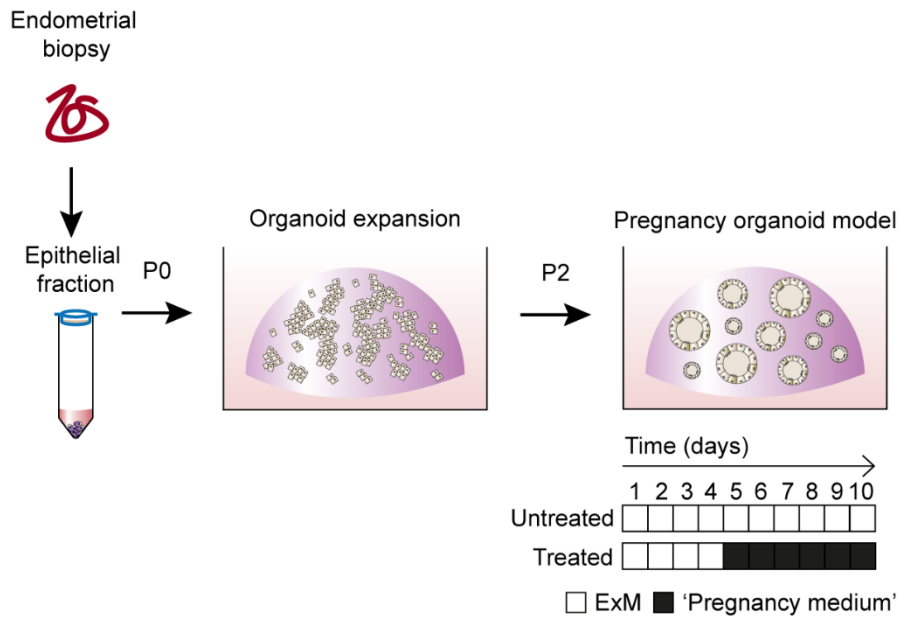 Endometrial
biopsy
Epithelial
fraction
P0
Organoid expansion
P2
Pregnancy organoid model
Time (days)
1 2 3 4 5 6 7 8 9 10
Untreated
Treated
ExM 'Pregnancy medium'